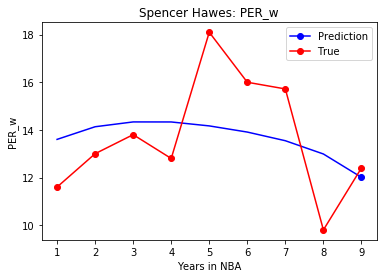 Spencer Hawes: PER_w
Prediction
True
18
16
14
12
10
PER_w
1 2 3 4 5 6 7 8 9
Years in NBA